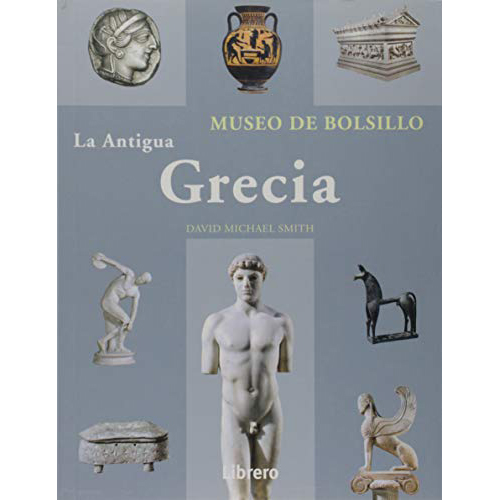 MUSEO DE BOLSILLO
La Antigua
Grecia
DAVID MICHAEL SMITH
Librero